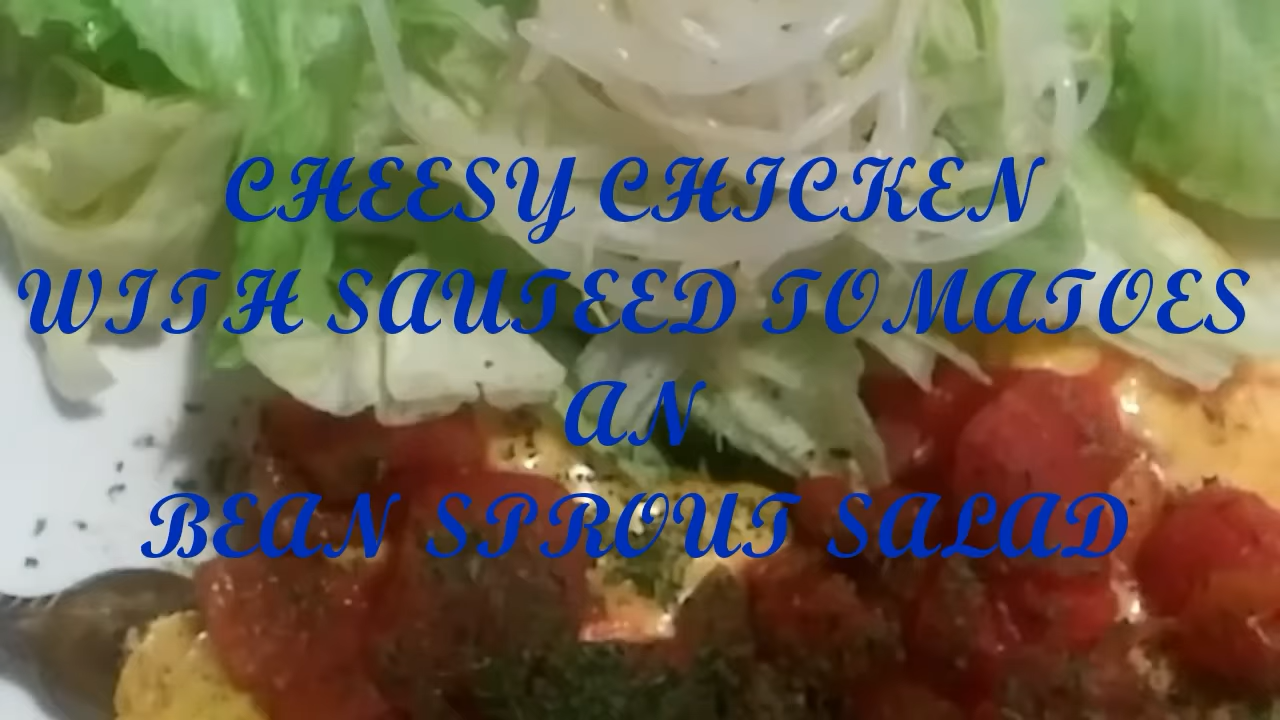 CHEESY CHICKEN
WITH SAUTEED TOMATOES
AN
BEAN SPROUT SALAD